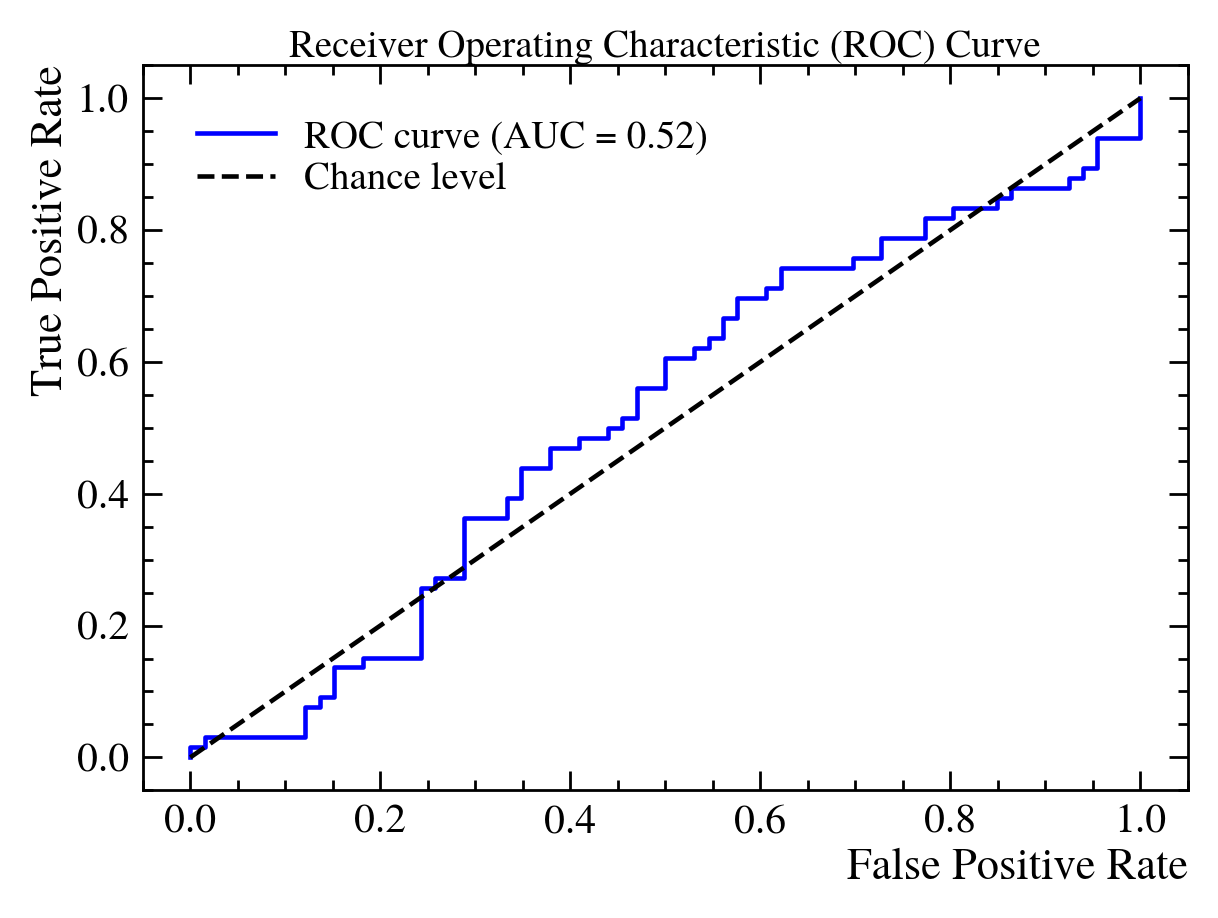 Receiver Operating Characteristic (ROC) Curve
True Positive Rate
1.0
0.8
0.6
0.4
0.2
0.0
ROC curve (AUC = 0.52)
Chance level
0.0 0.2 0.4 0.6 0.8 1.0
False Positive Rate